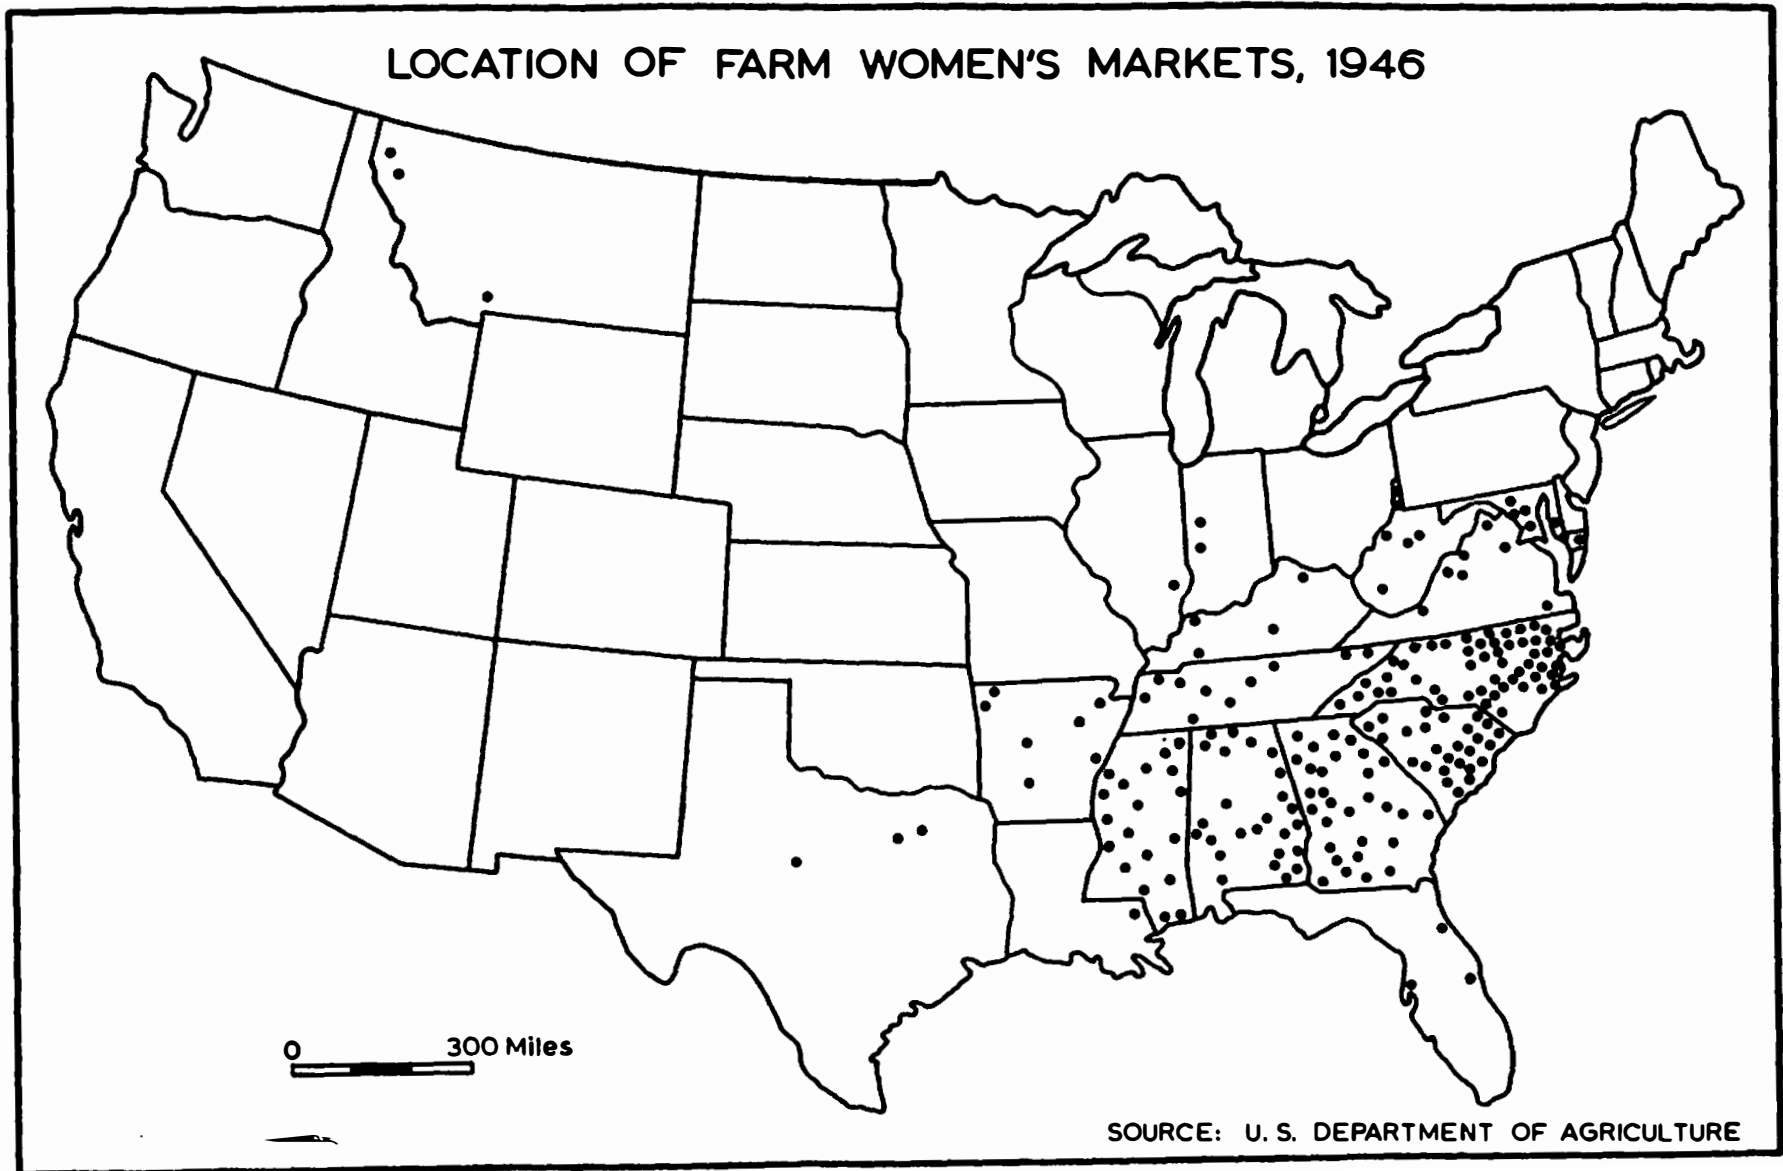 LOCATION OF FARM WOMEN'S MARKETS, 1946
0 300 Miles
SOURCE: U. S. DEPARTMENT OF AGRICULTURE